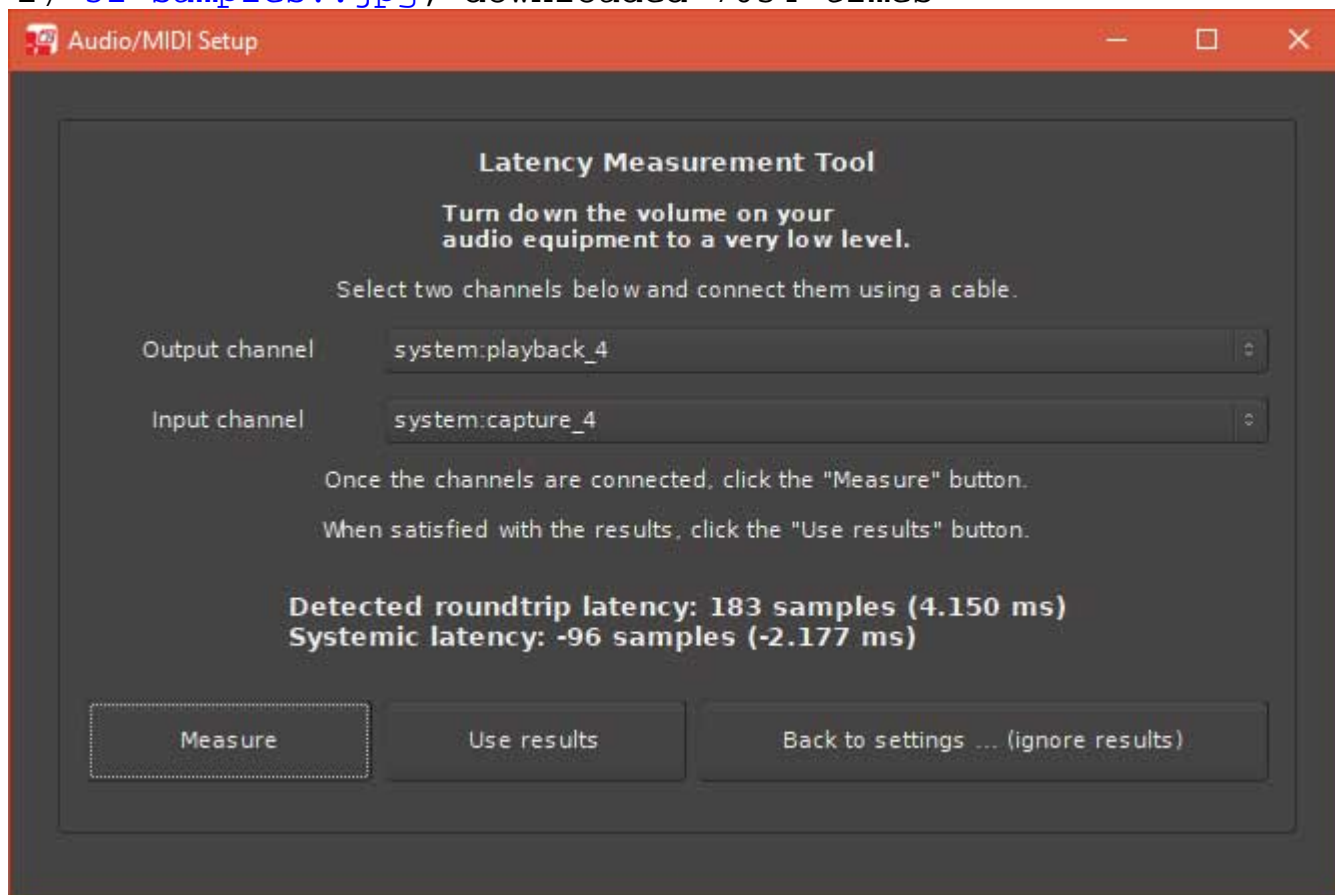 Audio/MIDI Setup
Latency Measurement Tool
Turn down the volume on your
audio equipment to a very low level.
Select two channels below and connect them using a cable.
Output channel system:playback_4
Input channel system:capture_4
Once the channels are connected, click the "Measure" button.
When satisfied with the results, click the "Use results" button.
Detected roundtrip latency: 183 samples (4.150 ms)
Systemic latency: -96 samples (-2.177 ms)
Measure Use results Back to settings ... (ignore results)